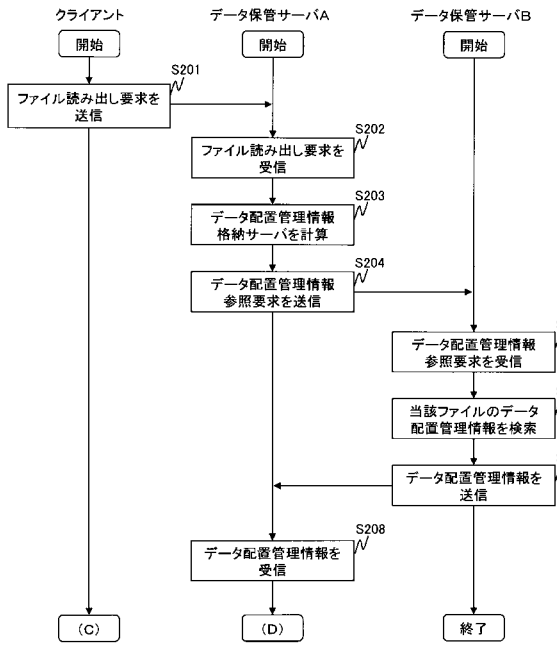 クライアント
データ保管サーバA
データ保管サーバB
開始
開始
開始
S201
ファイル読み出し要求を
送信
S202
ファイル読み出し要求を
受信
S203
データ配置管理情報
格納サーバを計算
S204
データ配置管理情報
参照要求を送信
データ配置管理情報
参照要求を受信
当該ファイルのデータ
配置管理情報を検索
データ配置管理情報を
送信
S208
データ配置管理情報を
受信
(C)
(D)
終了